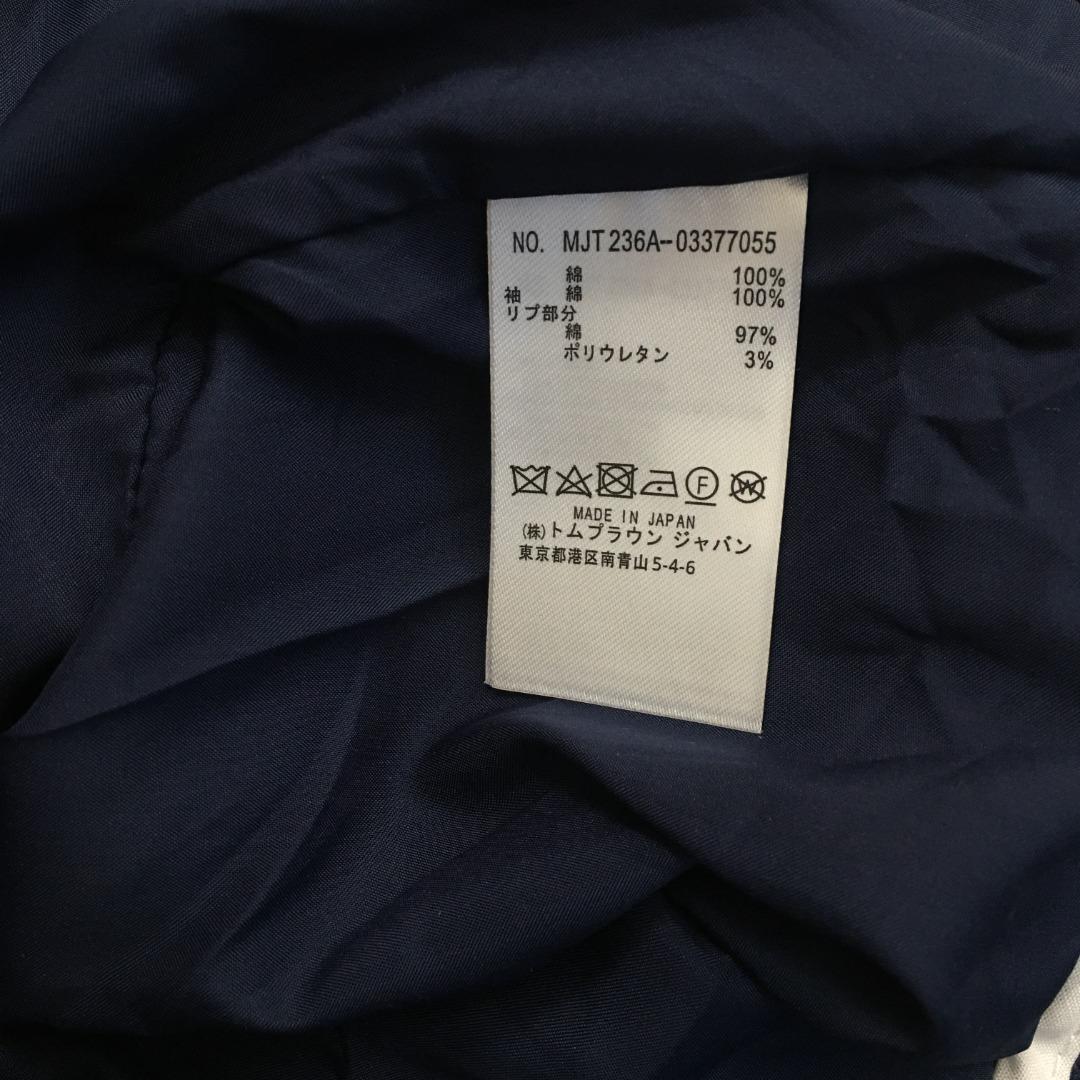 NO. MJT 236A-03377055
綿 100%
袖 綿 100%
リブ部分
綿 97%
ポリウレタン 3%
F W
MADE IN JAPAN
(株)トムブラウン ジャパン
東京都港区南青山5-4-6